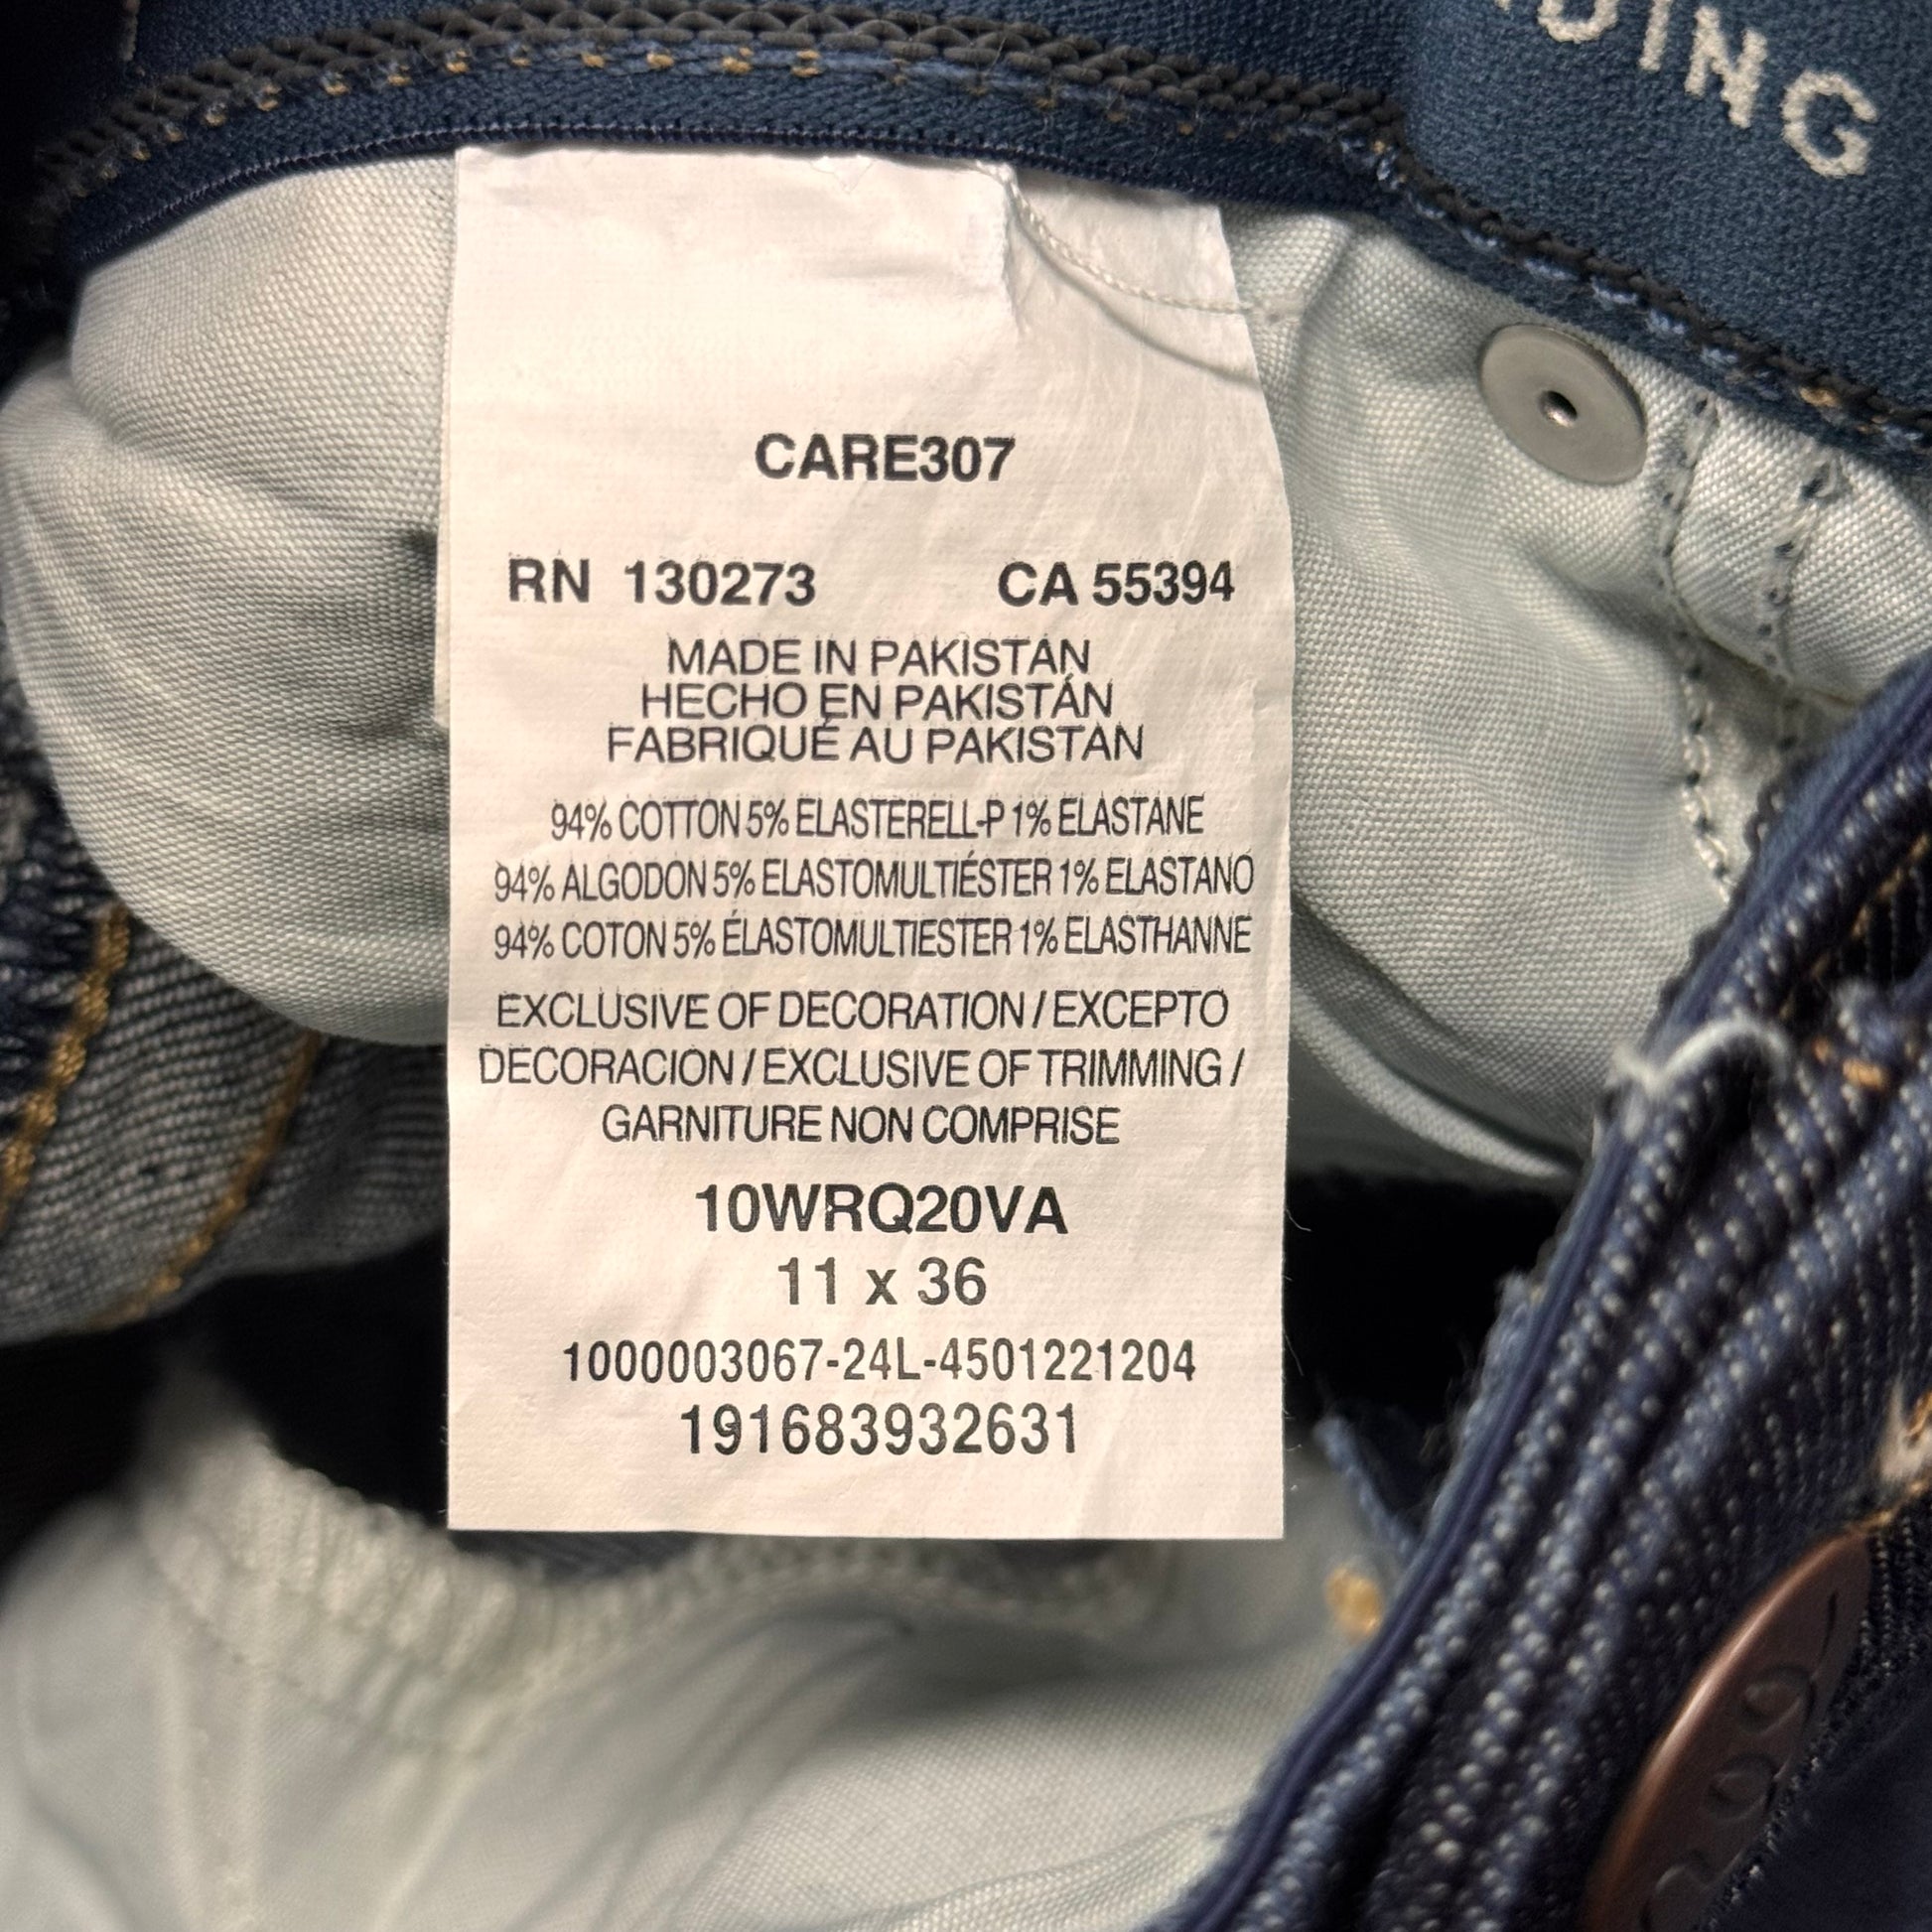 DING
CARE307
RN 130273 CA 55394
MADE IN PAKISTAN
HECHO EN PAKISTÁN
FABRIQUÉ AU PAKISTAN
94% COTTON 5% ELASTERELL-P 1% ELASTANE
94% ALGODON 5% ELASTOMULTIÉSTER 1% ELASTANO
94% COTON 5% ÉLASTOMULTIESTER 1% ELASTHANNE
EXCLUSIVE OF DECORATION / EXCEPTO
DECORACION / EXCLUSIVE OF TRIMMING /
GARNITURE NON COMPRISE
10WRQ20VA
11 x 36
1000003067-24L-4501221204
191683932631